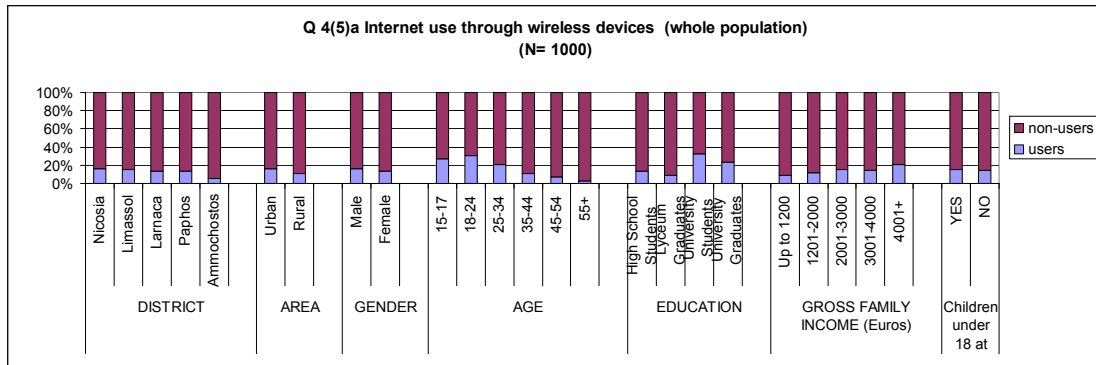 Q 4(5)a Internet use through wireless devices  (whole population)
(N= 1000)
100%
80%
60%
40%
20%
0%
non-users
users
Nicosia
Limassol
Larnaca
Paphos
Ammochostos
Urban
Rural
Male
Female
15-17
18-24
25-34
35-44
45-54
55+
High School
Students
Lyceum
Graduates
University
Students
University
Graduates
Up to 1200
1201-2000
2001-3000
3001-4000
4001+
YES
NO
DISTRICT
AREA
GENDER
AGE
EDUCATION
GROSS FAMILY
INCOME (Euros)
Children
under
18 at